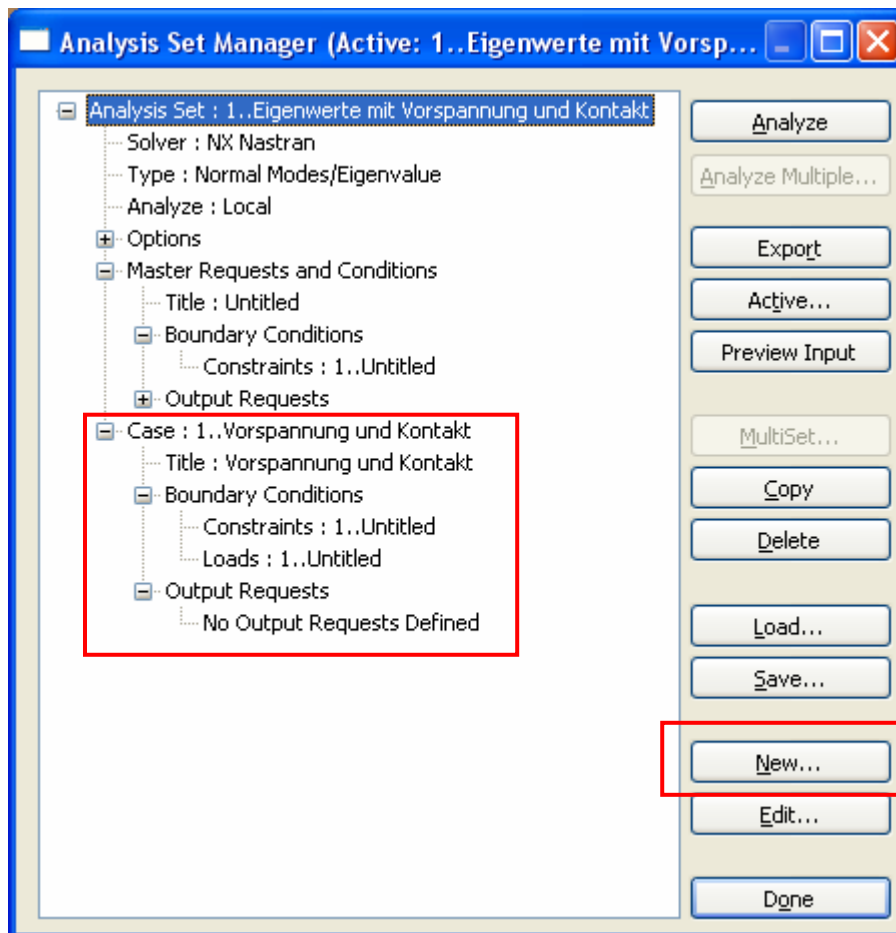 Analysis Set Manager (Active: 1..Eigenwerte mit Vorsp...
Analysis Set : 1..Eigenwerte mit Vorspannung und Kontakt
Solver : NX Nastran
Type : Normal Modes/Eigenvalue
Analyze : Local
Options
Master Requests and Conditions
Title : Untitled
Boundary Conditions
Constraints : 1..Untitled
Output Requests
Case : 1..Vorspannung und Kontakt
Title : Vorspannung und Kontakt
Boundary Conditions
Constraints : 1..Untitled
Loads : 1..Untitled
Output Requests
No Output Requests Defined
Analyze
Analyze Multiple...
Export
Active...
Preview Input
MultiSet...
Copy
Delete
Load...
Save...
New...
Edit...
Done